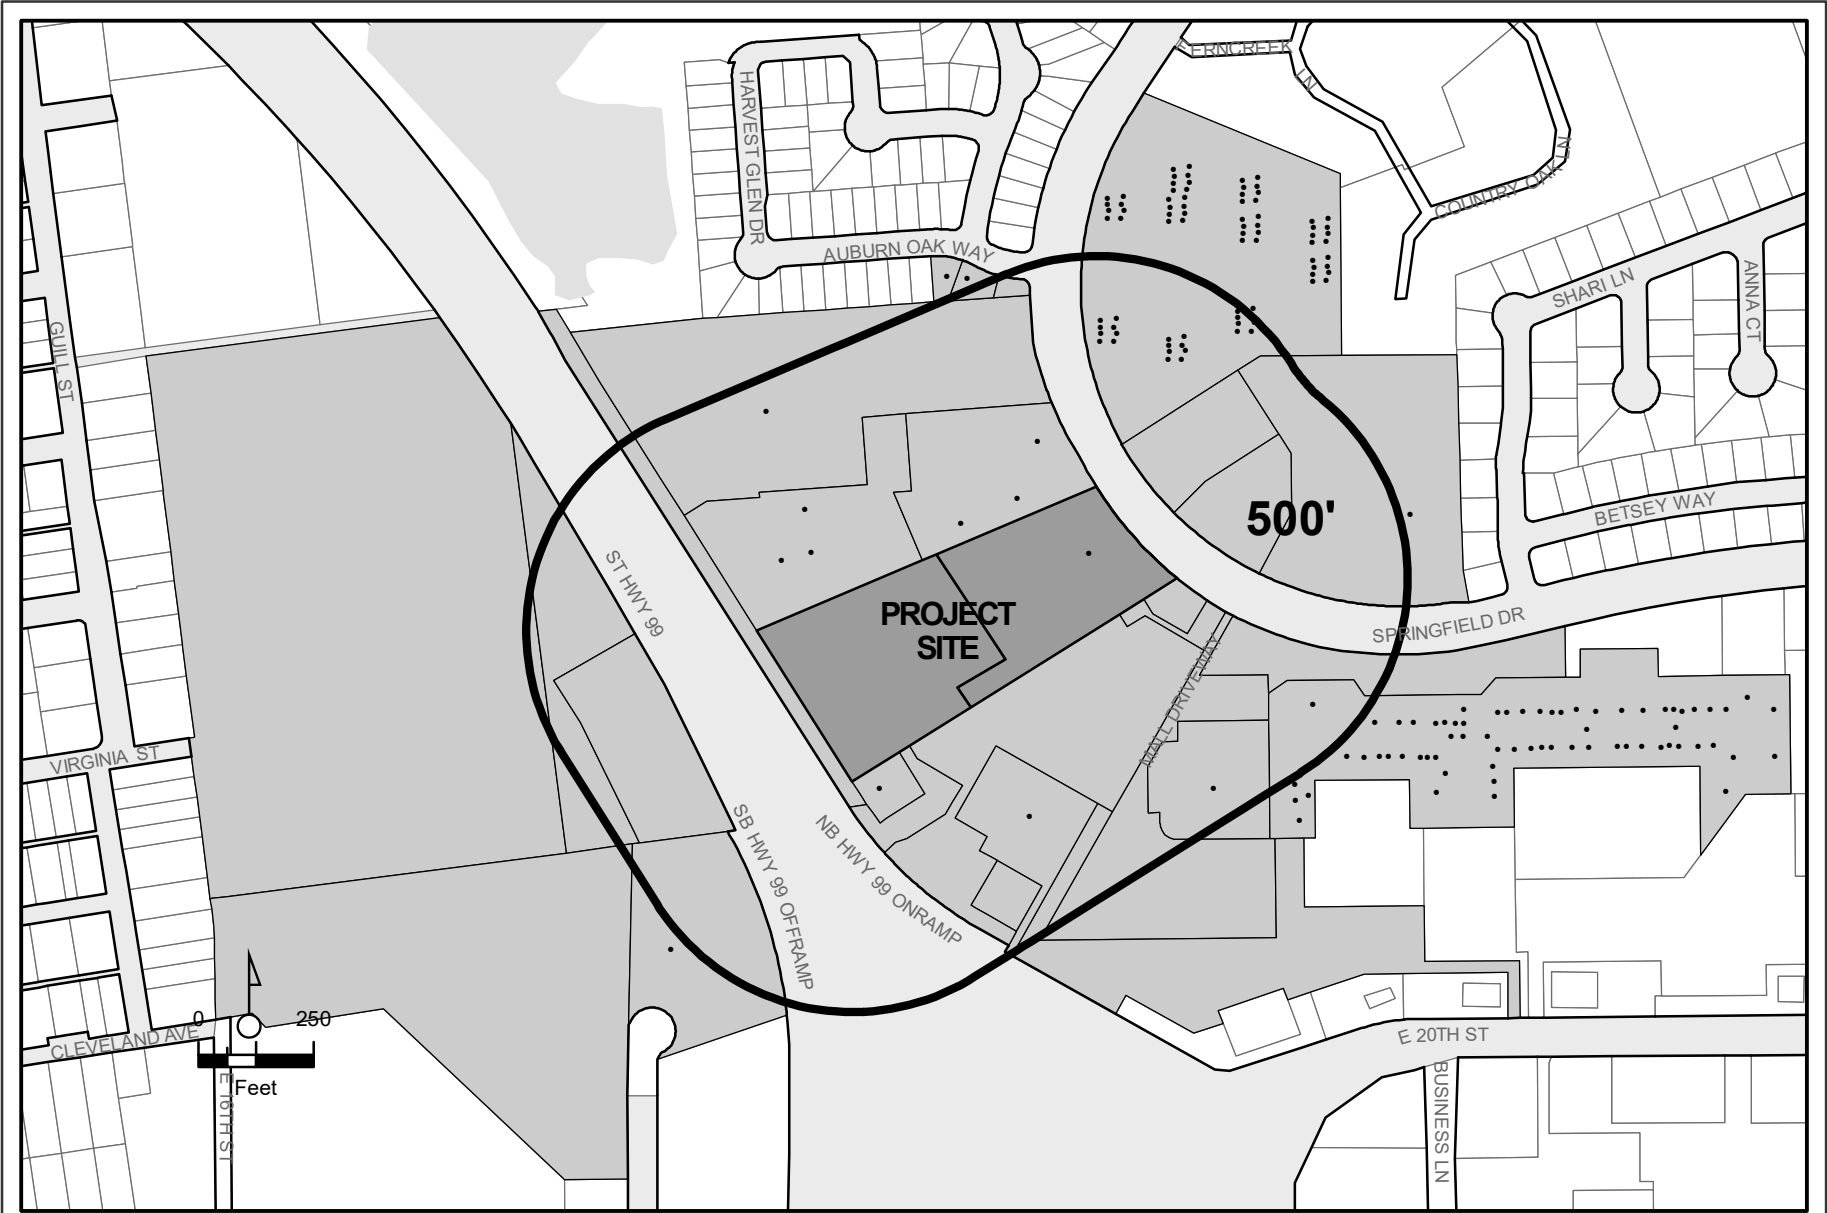 FERNCREEK
LN
HARVEST GLEN DR
COUNTRY OAK LN
AUBURN OAK WAY
SHARI LN
ANNA CT
GUILL ST
500'
BETSEY WAY
ST HWY 99
PROJECT
SITE
SPRINGFIELD DR
MALL DRIVEWAY
VIRGINIA ST
SB HWY 99 OFFRAMP
NB HWY 99 ONRAMP
0 250
CLEVELAND AVE
E 20TH ST
Feet
E 16TH ST
BUSINESS LN